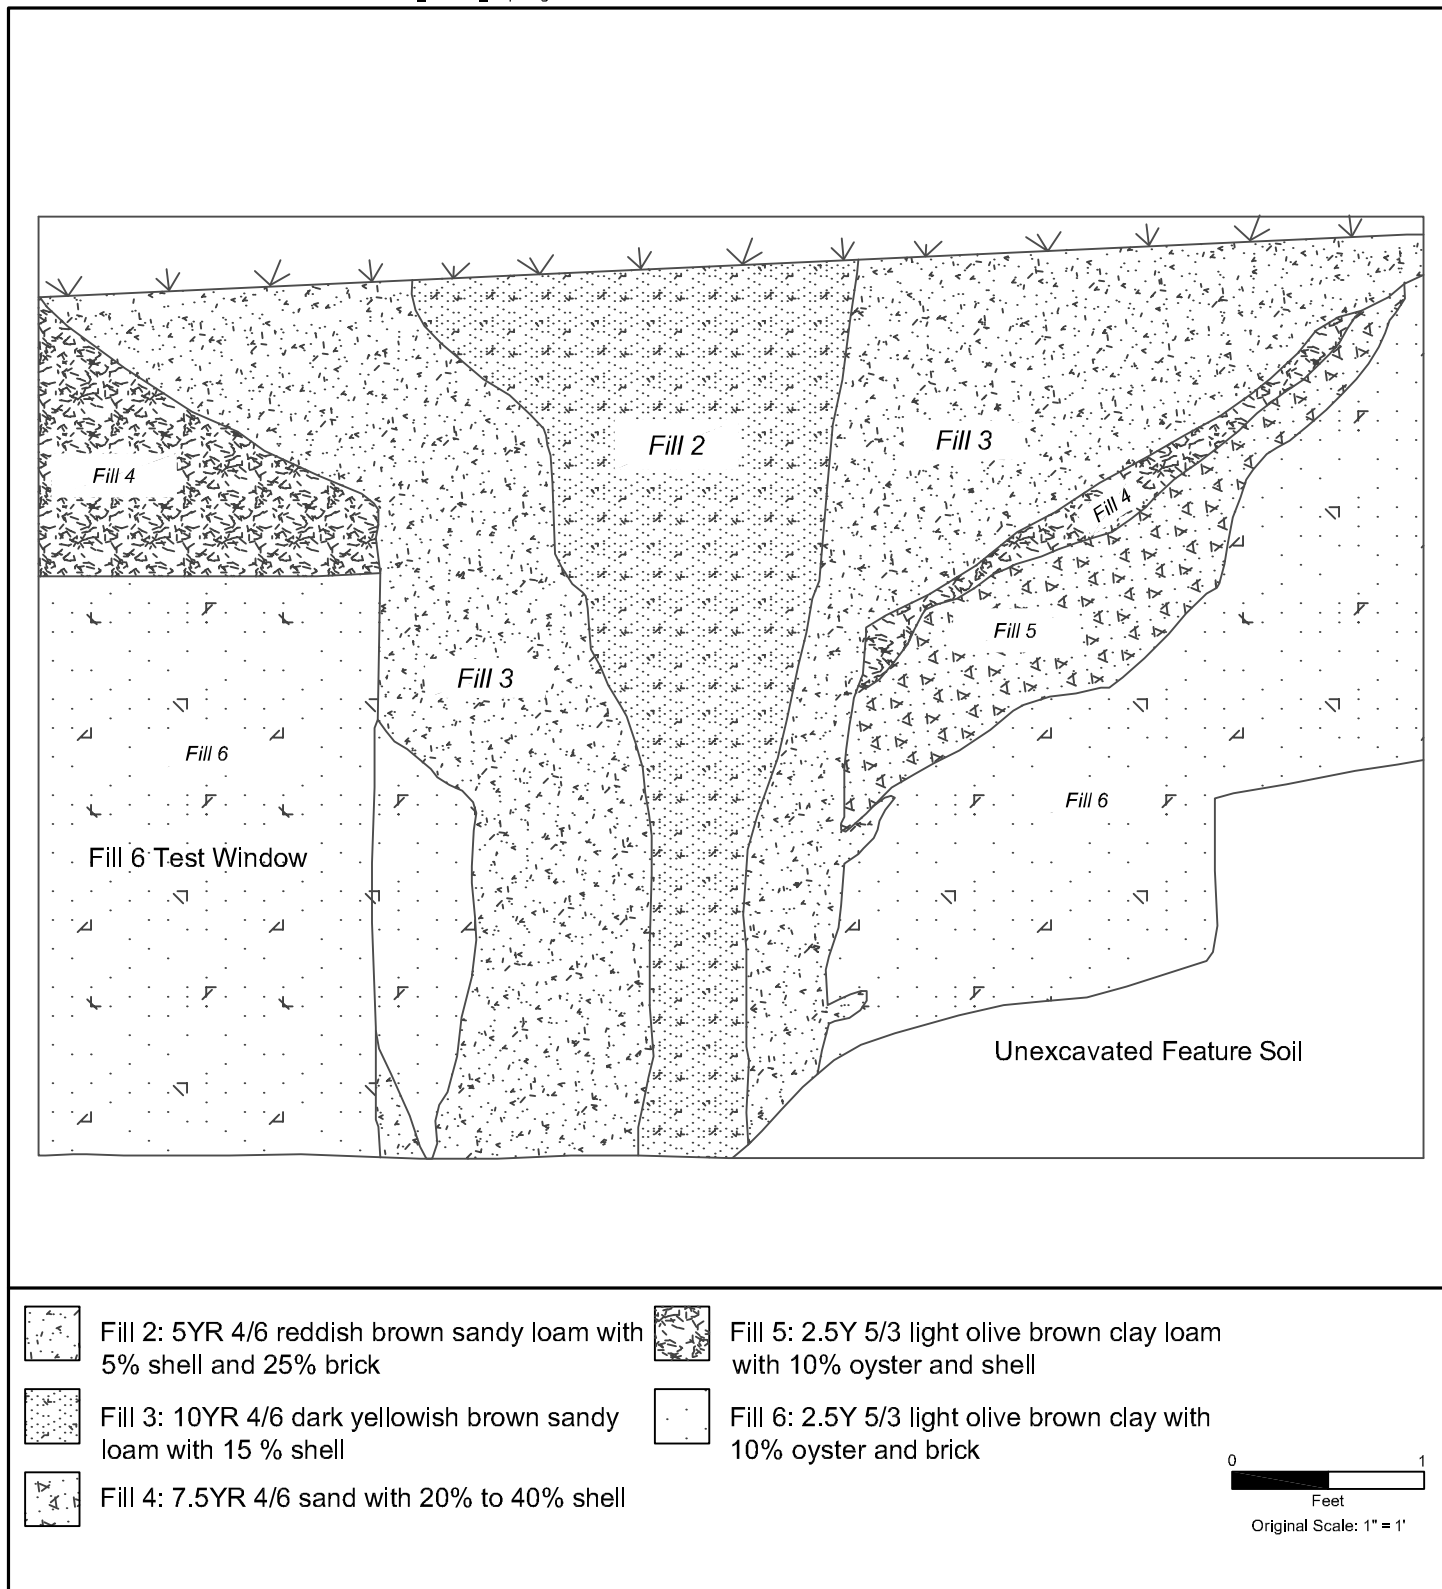 Fill 2
Fill 3
Fill 4
Fill 4
Fill 5
Fill 3
Fill 6
Fill 6
Fill 6 Test Window
Unexcavated Feature Soil
Fill 2: 5YR 4/6 reddish brown sandy loam with
5% shell and 25% brick
Fill 3: 10YR 4/6 dark yellowish brown sandy
loam with 15 % shell
Fill 4: 7.5YR 4/6 sand with 20% to 40% shell
Fill 5: 2.5Y 5/3 light olive brown clay loam
with 10% oyster and shell
Fill 6: 2.5Y 5/3 light olive brown clay with
10% oyster and brick
0 1
Feet
Original Scale: 1" = 1'